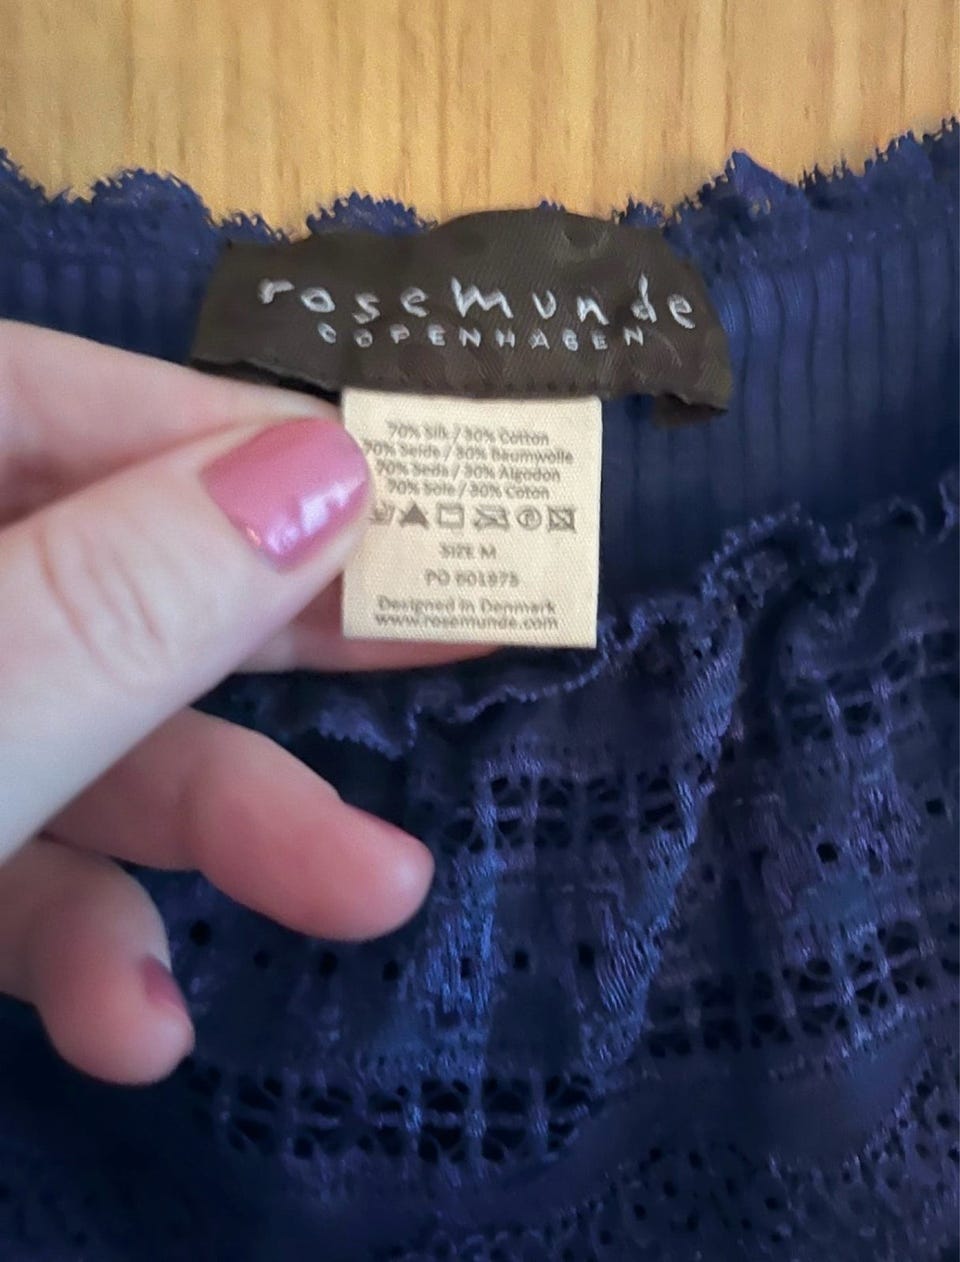 rosemunde
COPENHAGEN
70% Silk / 30% Cotton
70% Seide / 30% Baumwolle
70% Seda / 30% Algodon
70% Soie / 30% Coton
SIZE M
PO 601975
Designed in Denmark
www.rosemunde.com